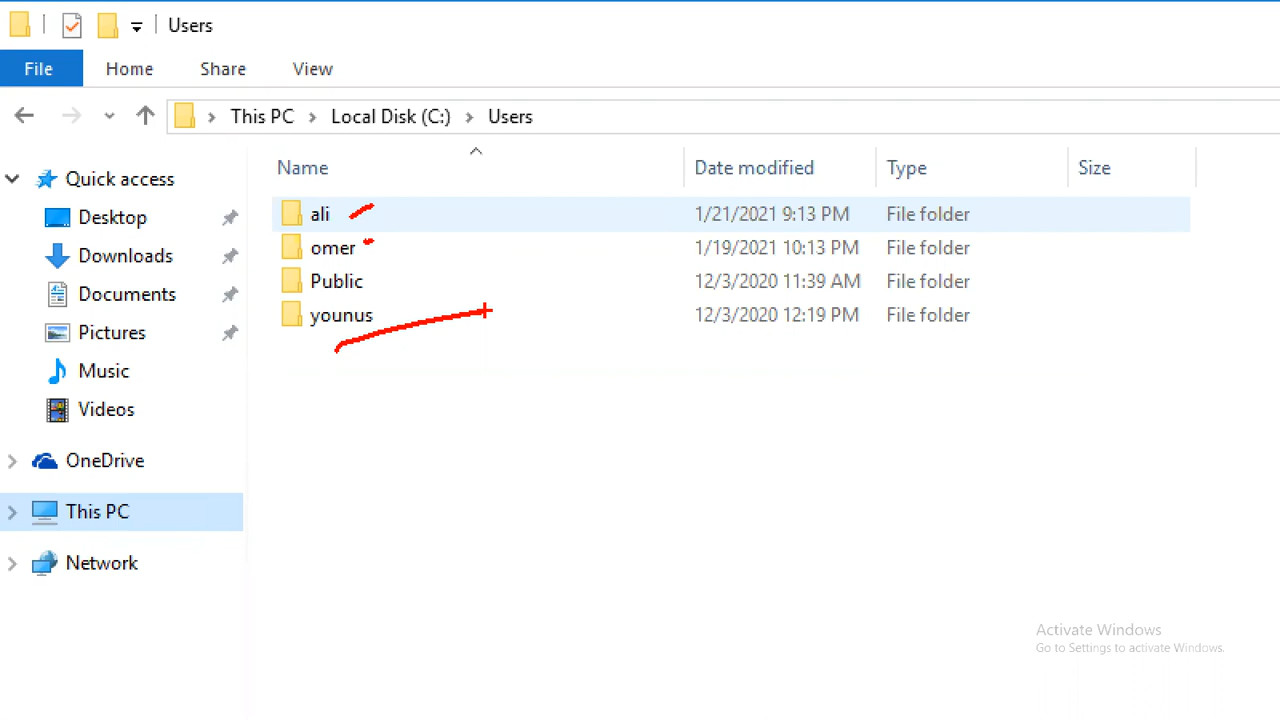 Users
File Home Share View
This PC Local Disk (C:) Users
Name Date modified Type Size
Quick access
Desktop
Downloads
Documents
Pictures
Music
Videos
OneDrive
This PC
Network
ali 1/21/2021 9:13 PM File folder
omer 1/19/2021 10:13 PM File folder
Public 12/3/2020 11:39 AM File folder
younus 12/3/2020 12:19 PM File folder
Activate Windows
Go to Settings to activate Windows.